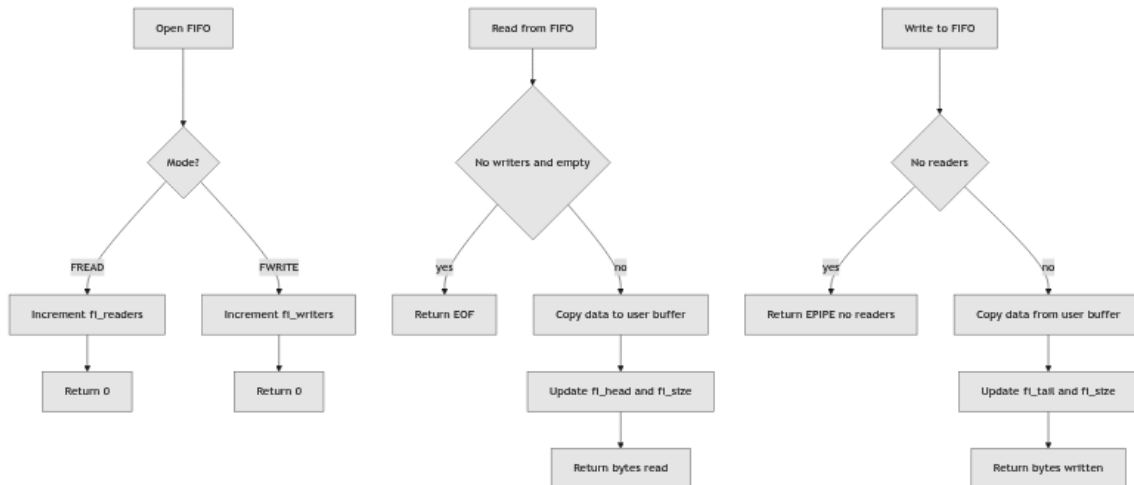 Open FIFO
Read from FIFO
Write to FIFO
Mode?
No writers and empty
No readers
FREAD
FWRITE
yes
no
yes
no
Increment fi_readers
Increment fi_writers
Return EOF
Copy data to user buffer
Return EPIPE no readers
Copy data from user buffer
Return 0
Return 0
Update fi_head and fi_size
Update fi_tail and fi_size
Return bytes read
Return bytes written